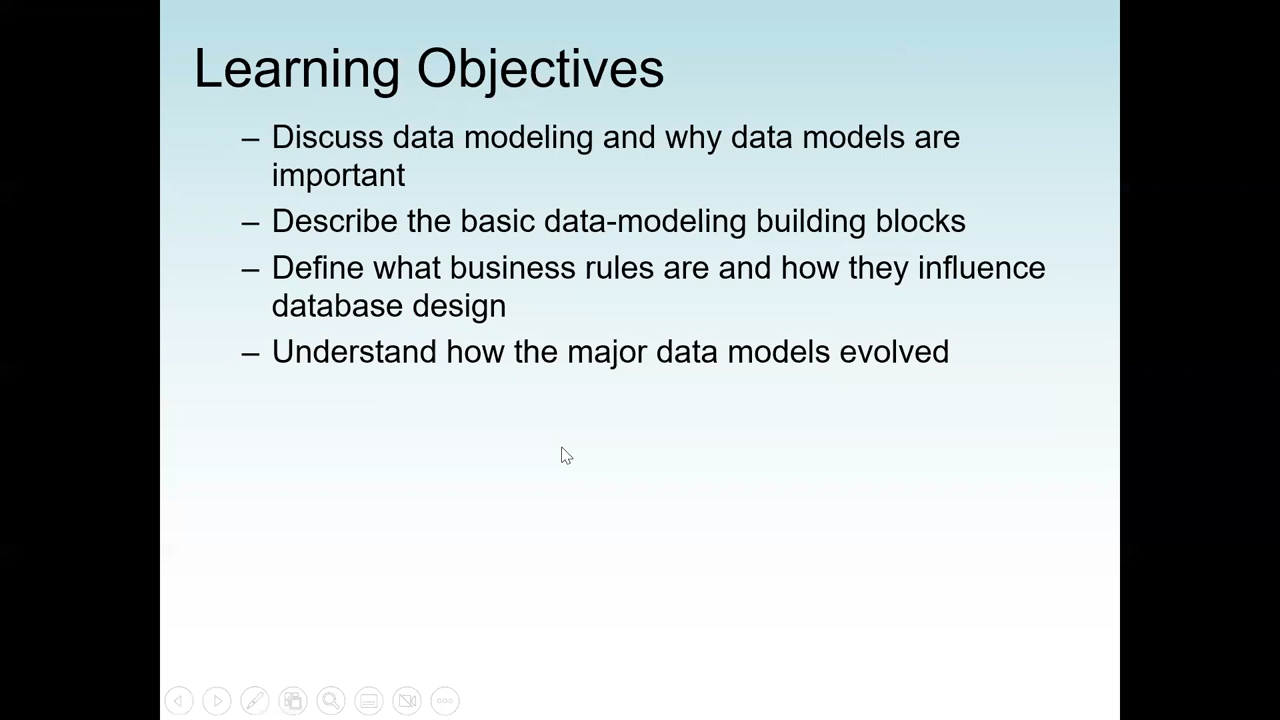 Learning Objectives
– Discuss data modeling and why data models are
important
– Describe the basic data-modeling building blocks
– Define what business rules are and how they influence
database design
– Understand how the major data models evolved